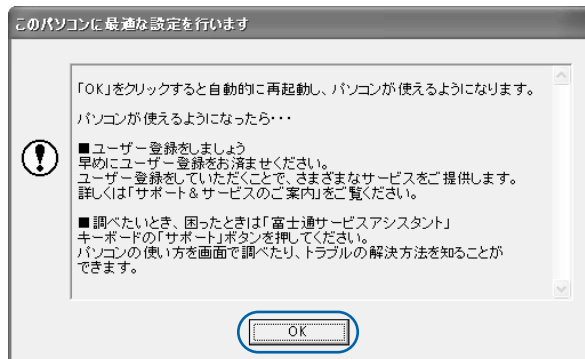 このパソコンに最適な設定を行います
「OK」をクリックすると自動的に再起動し、パソコンが使えるようになります。
パソコンが使えるようになったら・・・
■ユーザー登録をしましょう
早めにユーザー登録をお済ませください。
ユーザー登録をしていただくことで、さまざまなサービスをご提供します。
詳しくは「サポート＆サービスのご案内」をご覧ください。
■調べたいとき、困ったときは「富士通サービスアシスタント」
キーボードの「サポート」ボタンを押してください。
パソコンの使い方を画面で調べたり、トラブルの解決方法を知ることが
できます。
OK